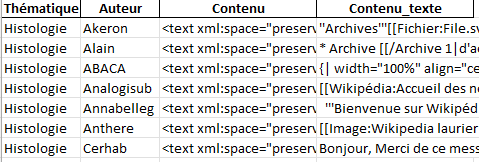 Thématique Auteur Contenu Contenu_texte
Histologie Akeron <text xml:space="preserv "Archives"'[[Fichier:File.sv
Histologie Alain <text xml:space="preserv * Archive [[/Archive 1|d'ac
Histologie ABACA <text xml:space="preserv {| width="100%" align="ce
Histologie Analogisub <text xml:space="preserv [[Wikipédia:Accueil des no
Histologie Annabelleg <text xml:space="preserv '"Bienvenue sur Wikipéd
Histologie Anthere <text xml:space="preserv [[Image:Wikipedia laurier
Histologie Cerhab <text xml:space="preserv Bonjour, Merci de ce mess